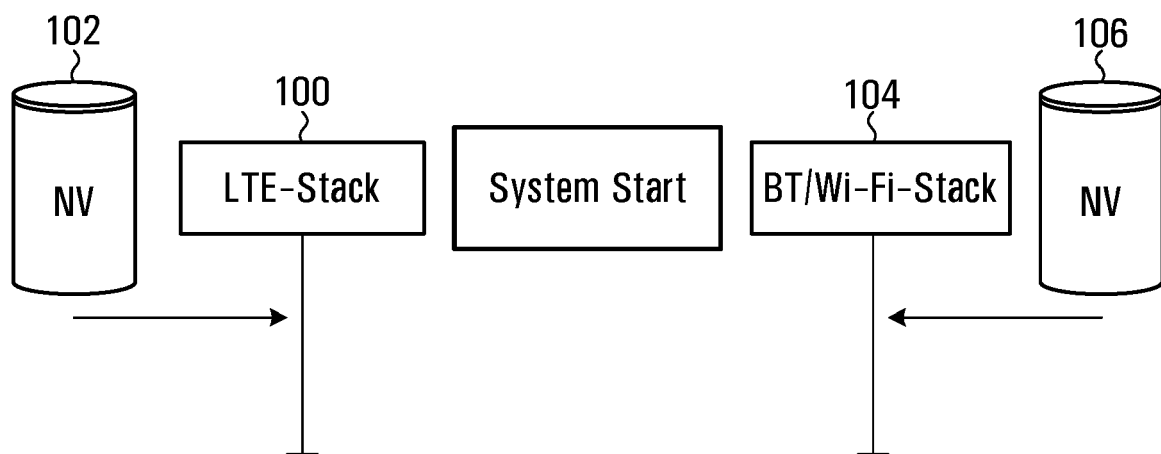 102
106
100
104
NV
LTE-Stack
System Start
BT/Wi-Fi-Stack
NV